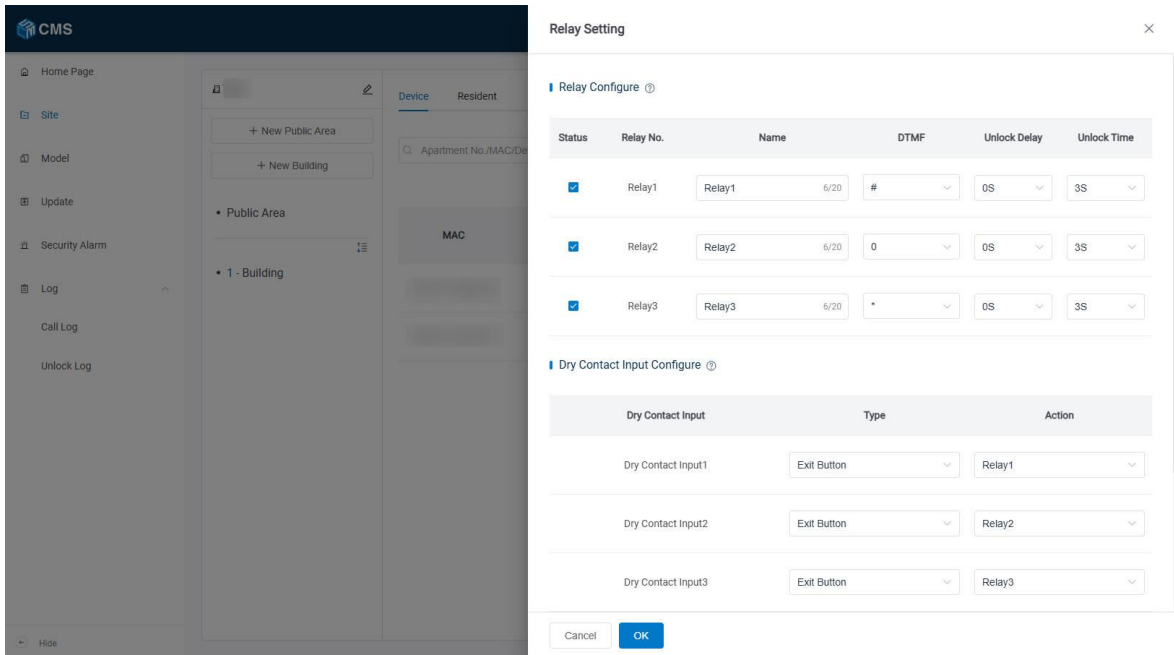 CMS
Home Page
Site
Model
Update
Security Alarm
Log
Call Log
Unlock Log
Hide
+ New Public Area
+ New Building
Public Area
1 - Building
Device Resident
Apartment No./MAC/De
MAC
Relay Setting
Relay Configure
Status Relay No. Name DTMF Unlock Delay Unlock Time
Relay1 Relay1 6/20 # 0S 3S
Relay2 Relay2 6/20 0 0S 3S
Relay3 Relay3 6/20 * 0S 3S
Dry Contact Input Configure
Dry Contact Input Type Action
Dry Contact Input1 Exit Button Relay1
Dry Contact Input2 Exit Button Relay2
Dry Contact Input3 Exit Button Relay3
Cancel OK